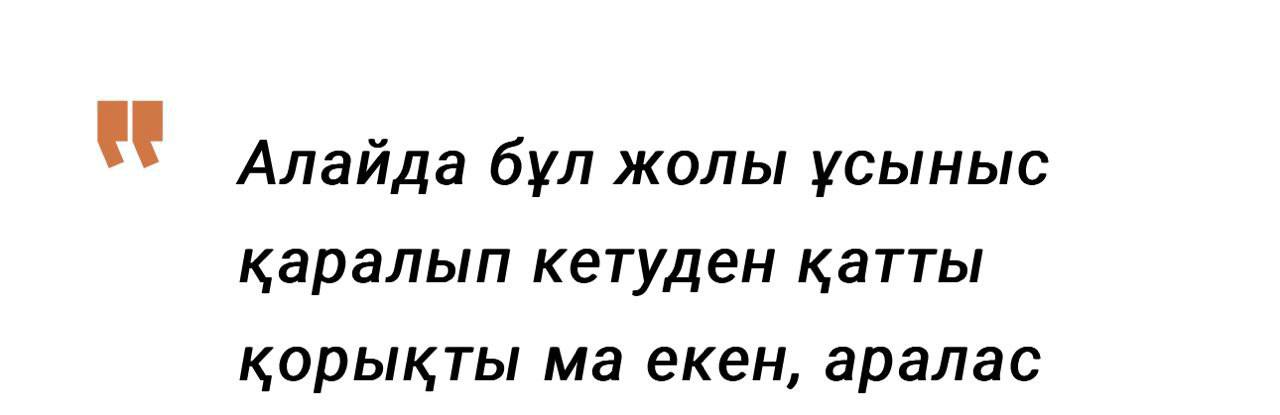 Алайда бұл жолы ұсыныс
қаралып кетуден қатты
қорықты ма екен, аралас